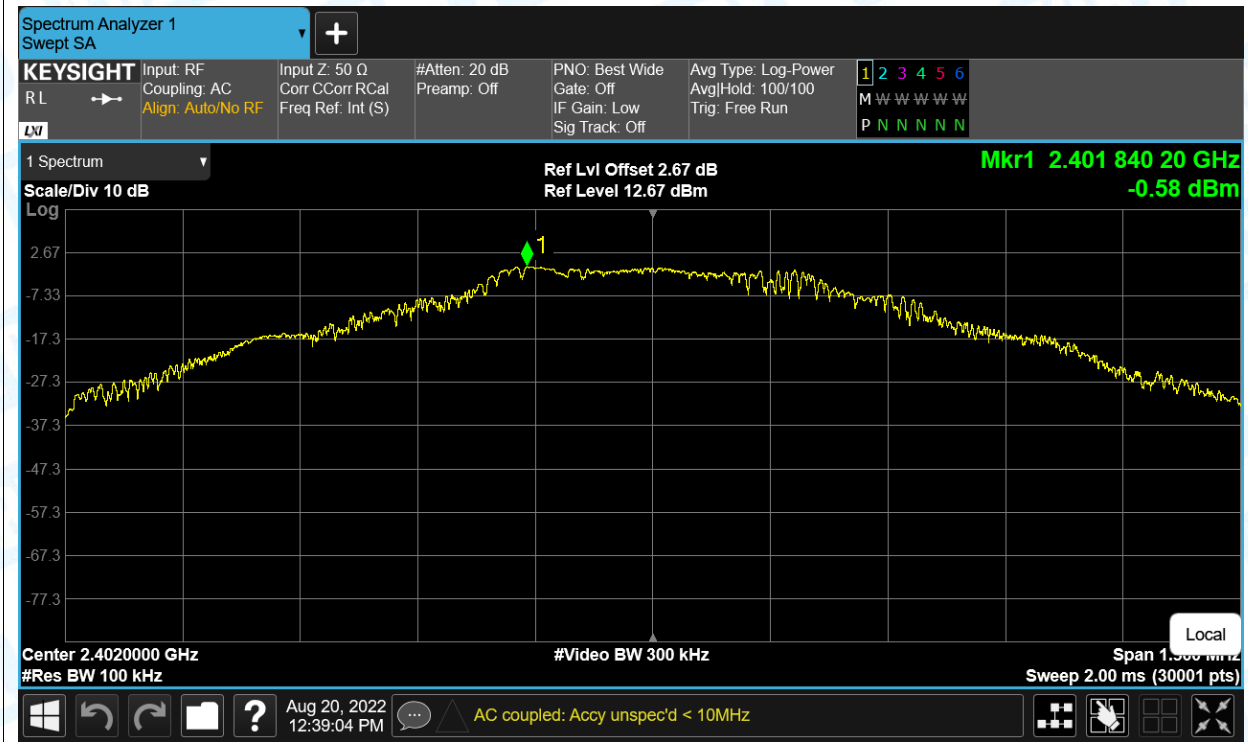 Spectrum Analyzer 1
Swept SA
KEYSIGHT
R L
LXI
Input: RF
Coupling: AC
Align: Auto/No RF
Input Z: 50 Ω
Corr CCorr RCal
Freq Ref: Int (S)
#Atten: 20 dB
Preamp: Off
PNO: Best Wide
Gate: Off
IF Gain: Low
Sig Track: Off
Avg Type: Log-Power
Avg|Hold: 100/100
Trig: Free Run
1 2 3 4 5 6
M W W W W W
P N N N N N
1 Spectrum
Scale/Div 10 dB
Log
Ref Lvl Offset 2.67 dB
Ref Level 12.67 dBm
Mkr1 2.401 840 20 GHz
-0.58 dBm
1
2.67
-7.33
-17.3
-27.3
-37.3
-47.3
-57.3
-67.3
-77.3
Local
Center 2.4020000 GHz
#Video BW 300 kHz
Span
#Res BW 100 kHz
Sweep 2.00 ms (30001 pts)
?
Aug 20, 2022
12:39:04 PM
AC coupled: Accy unspec'd < 10MHz